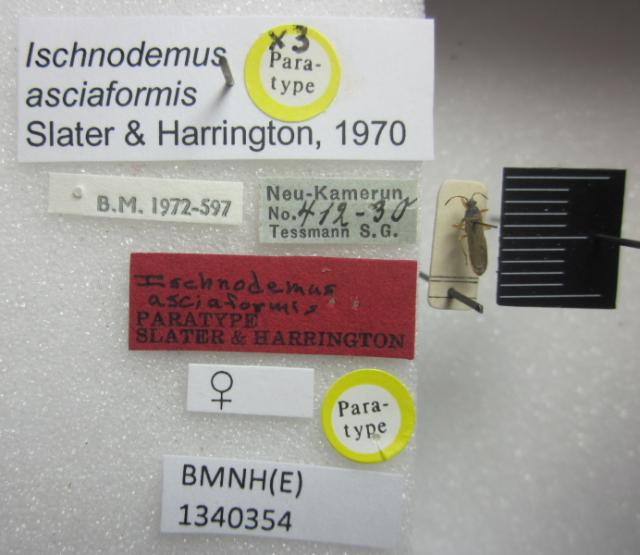 Ischnodemus
asciaformis
Slater & Harrington, 1970
x3
Para-
type
B.M. 1972-597
Neu-Kamerun
No. 412-30
Tessmann S.G.
Ischnodemus
asciaformis
PARATYPE
SLATER & HARRINGTON
♀
Para-
type
BMNH(E)
1340354